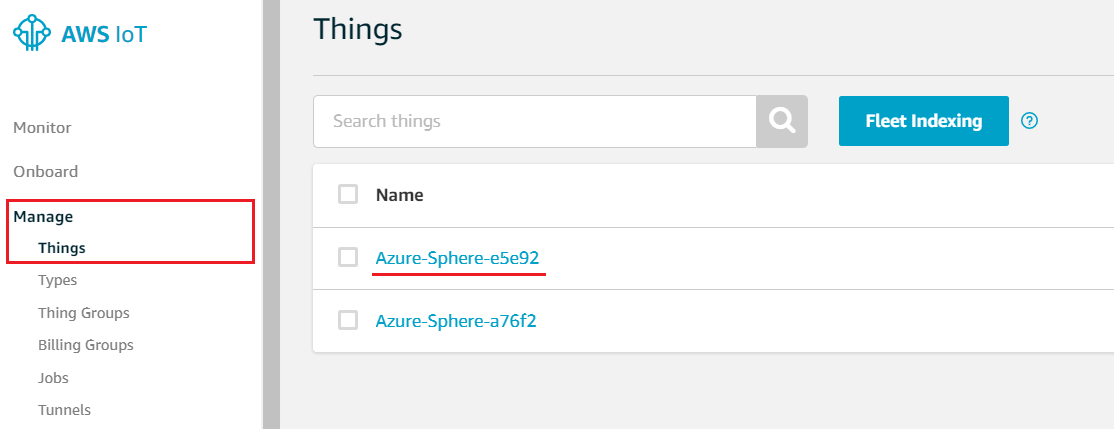 AWS IoT
Monitor
Onboard
Manage
Things
Types
Thing Groups
Billing Groups
Jobs
Tunnels
Things
Search things
Fleet Indexing
?
Name
Azure-Sphere-e5e92
Azure-Sphere-a76f2